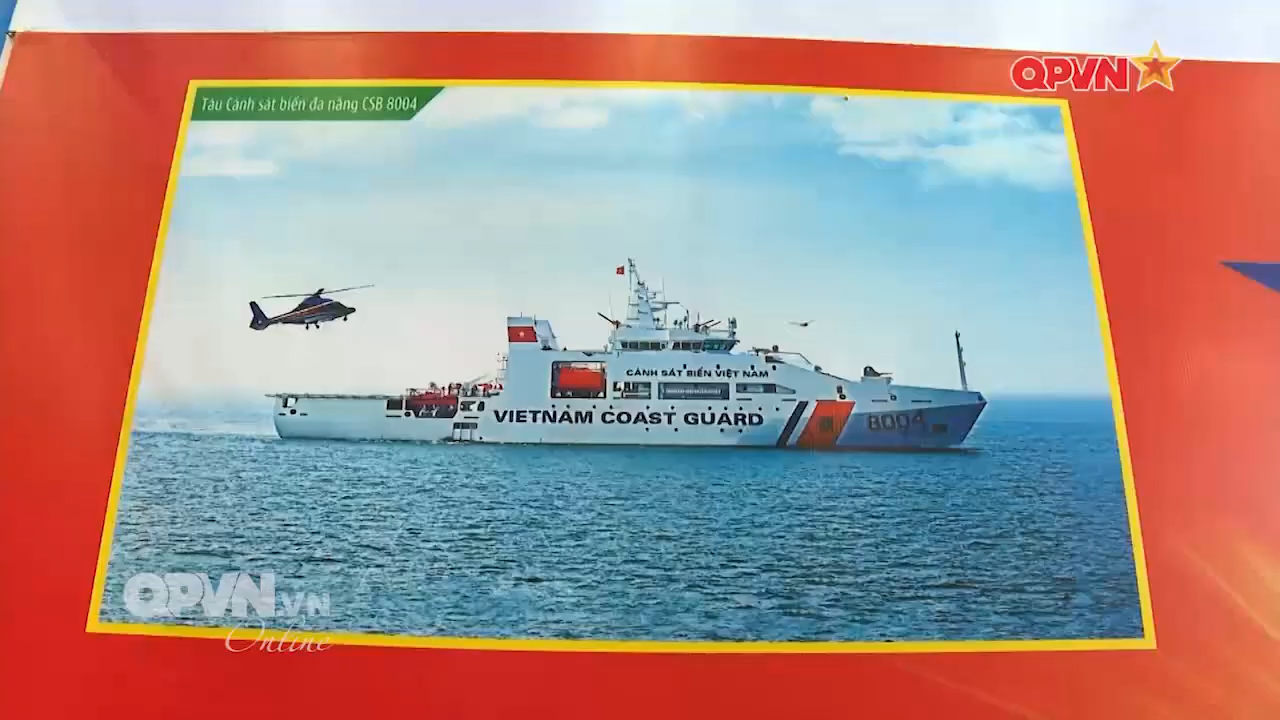 QPVN
Tàu Cảnh sát biển đa năng CSB 8004
CẢNH SÁT BIỂN VIỆT NAM
VIETNAM COAST GUARD
8004
QPVN.VN
Online